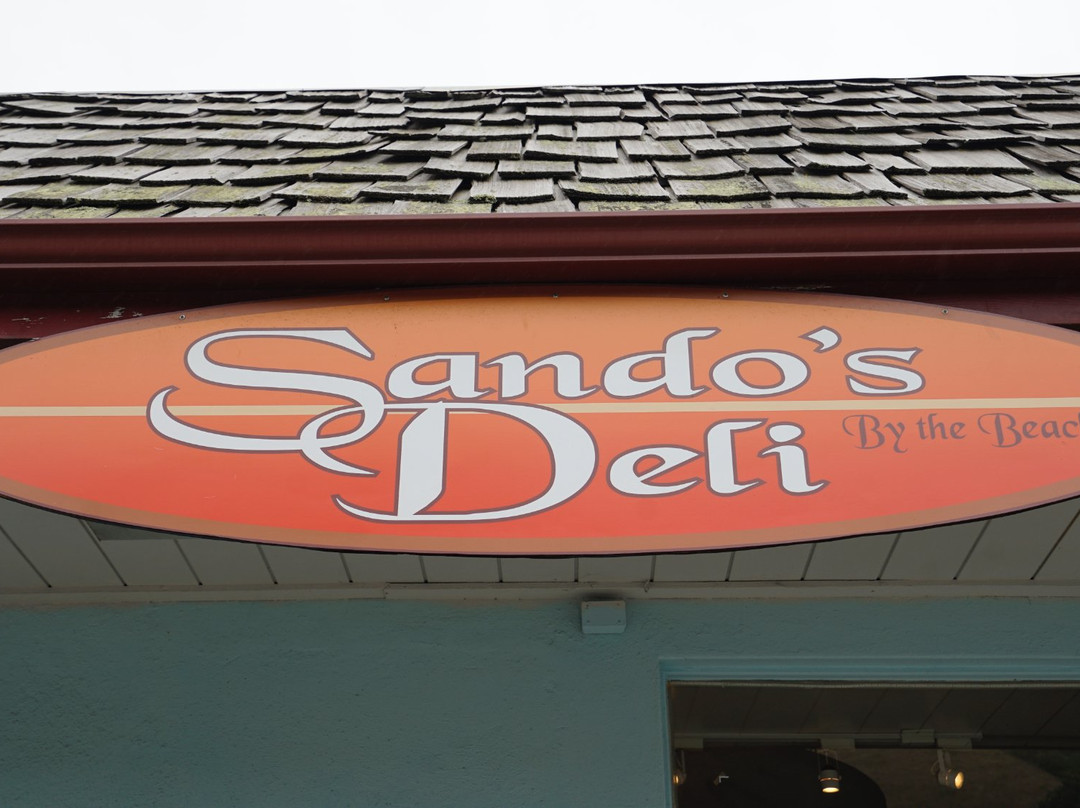 Sando's
Deli
By the Beac